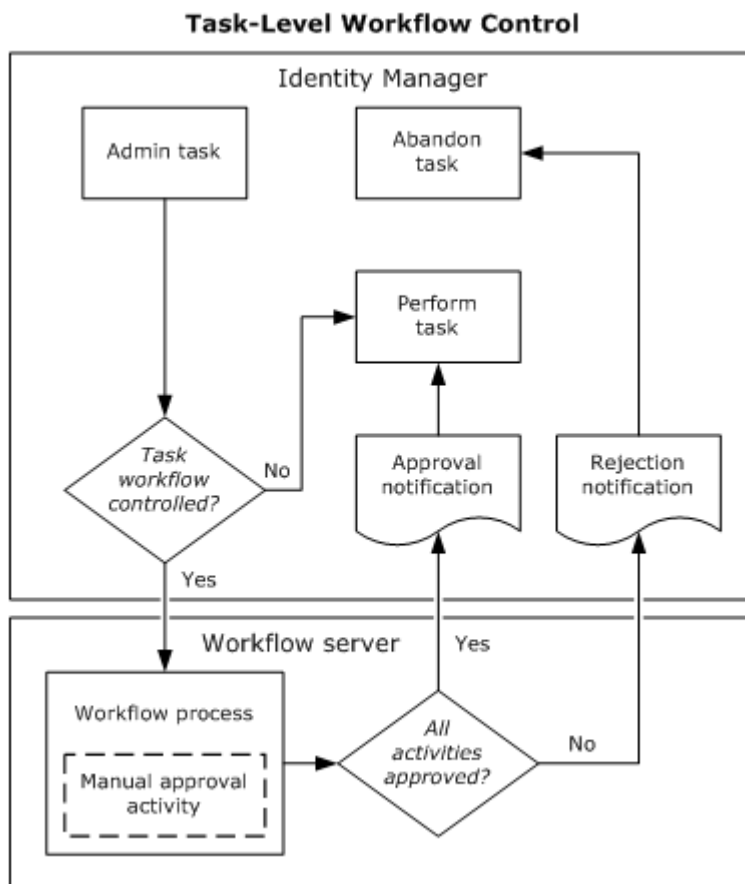 Task-Level Workflow Control
Identity Manager
Admin task
Abandon
task
Perform
task
Task
workflow
controlled?
No
Approval
notification
Rejection
notification
Yes
Workflow server
Yes
Workflow process
Manual approval
activity
All
activities
approved?
No